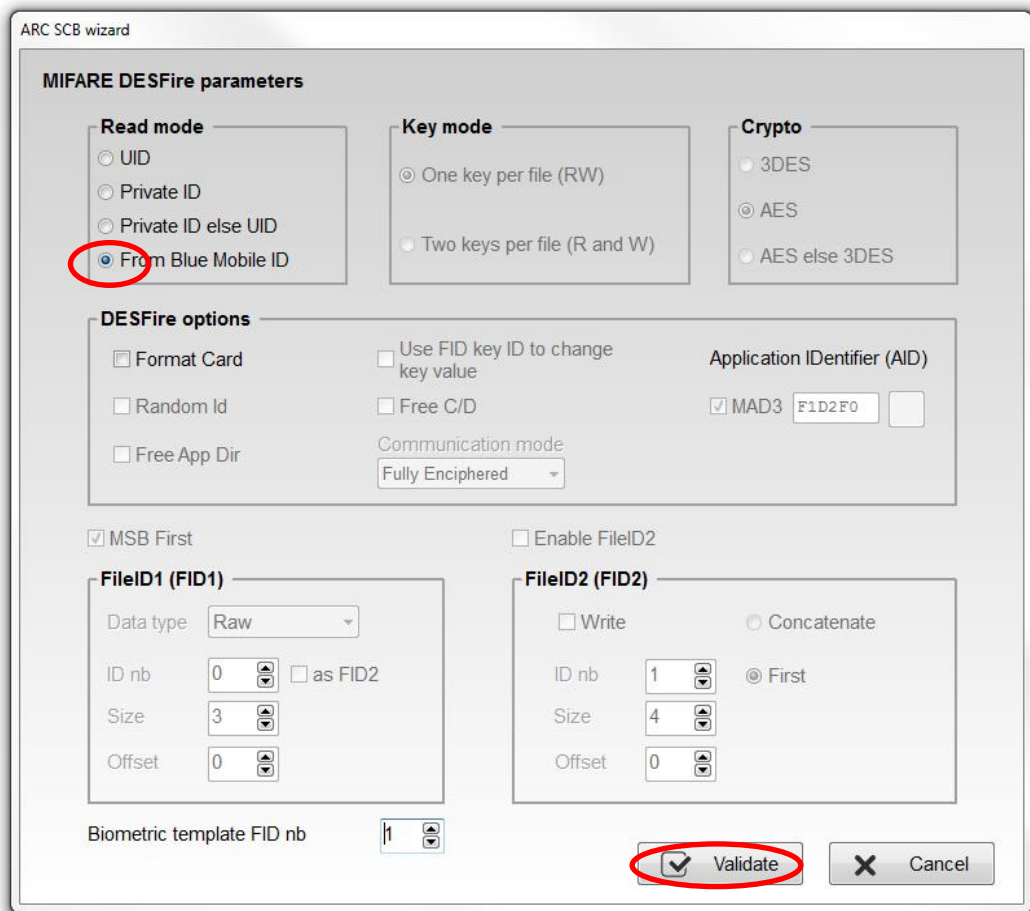 ARC SCB wizard
MIFARE DESFire parameters
Read mode
UID
Private ID
Private ID else UID
From Blue Mobile ID
Key mode
One key per file (RW)
Two keys per file (R and W)
Crypto
3DES
AES
AES else 3DES
DESFire options
Format Card
Random Id
Free App Dir
Use FID key ID to change
key value
Free C/D
Communication mode
Fully Enciphered
Application IDentifier (AID)
MAD3 F1D2F0
MSB First
Enable FileID2
FileID1 (FID1)
Data type Raw
ID nb 0 as FID2
Size 3
Offset 0
FileID2 (FID2)
Write Concatenate
ID nb 1 First
Size 4
Offset 0
Biometric template FID nb 1
Validate Cancel